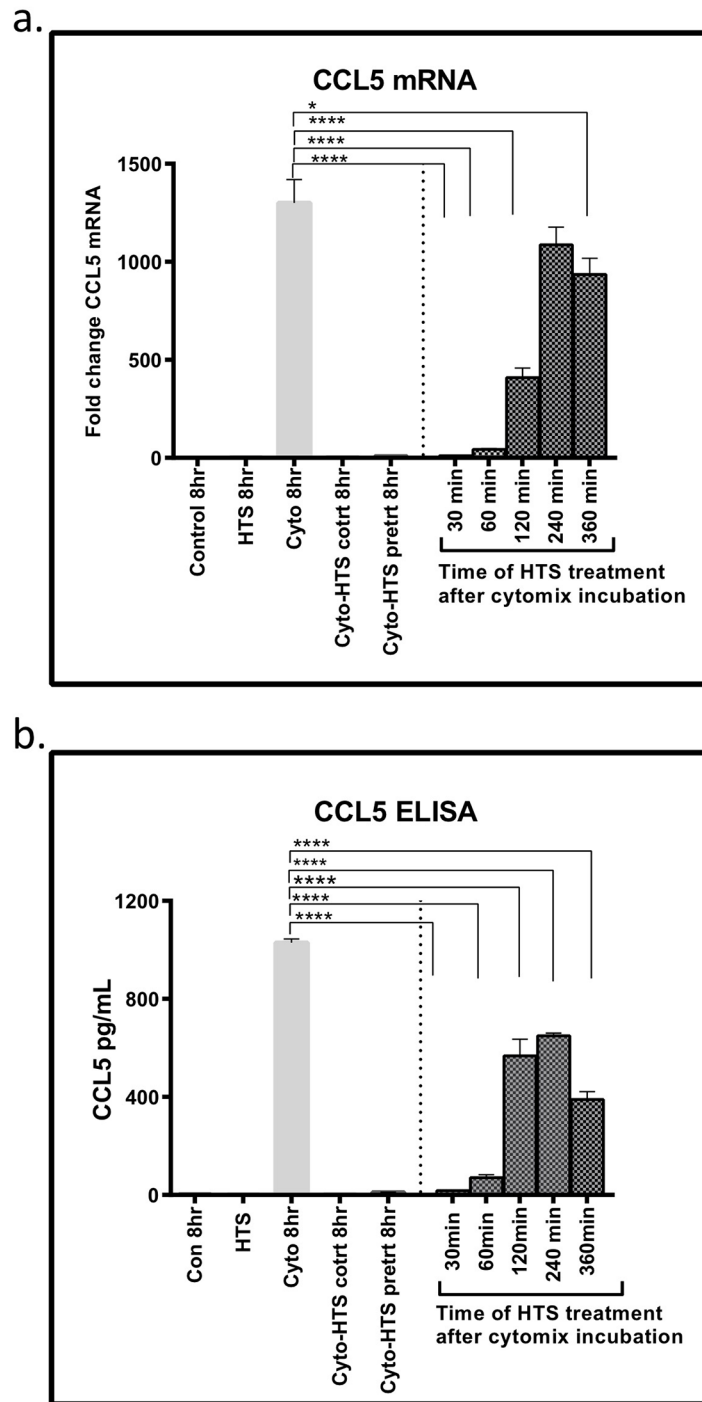 a.
CCL5 mRNA
*
****
****
****
Fold change CCL5 mRNA
1500
1000
500
0
Control 8hr
HTS 8hr
Cyto 8hr
Cyto-HTS cotrt 8hr
Cyto-HTS pretrt 8hr
30 min
60 min
120 min
240 min
360 min
Time of HTS treatment
after cytomix incubation
b.
CCL5 ELISA
****
****
****
****
****
CCL5 pg/mL
1200
800
400
0
Con 8hr
HTS
Cyto 8hr
Cyto-HTS cotrt 8hr
Cyto-HTS pretrt 8hr
30min
60min
120min
240 min
360min
Time of HTS treatment
after cytomix incubation